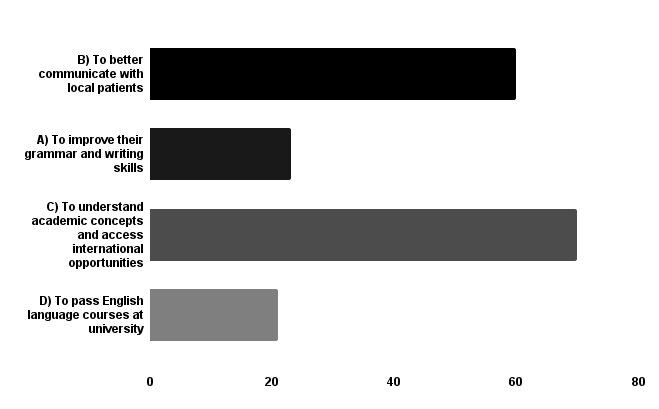 B) To better
communicate with
local patients
A) To improve their
grammar and writing
skills
C) To understand
academic concepts
and access
international
opportunities
D) To pass English
language courses at
university
0 20 40 60 80